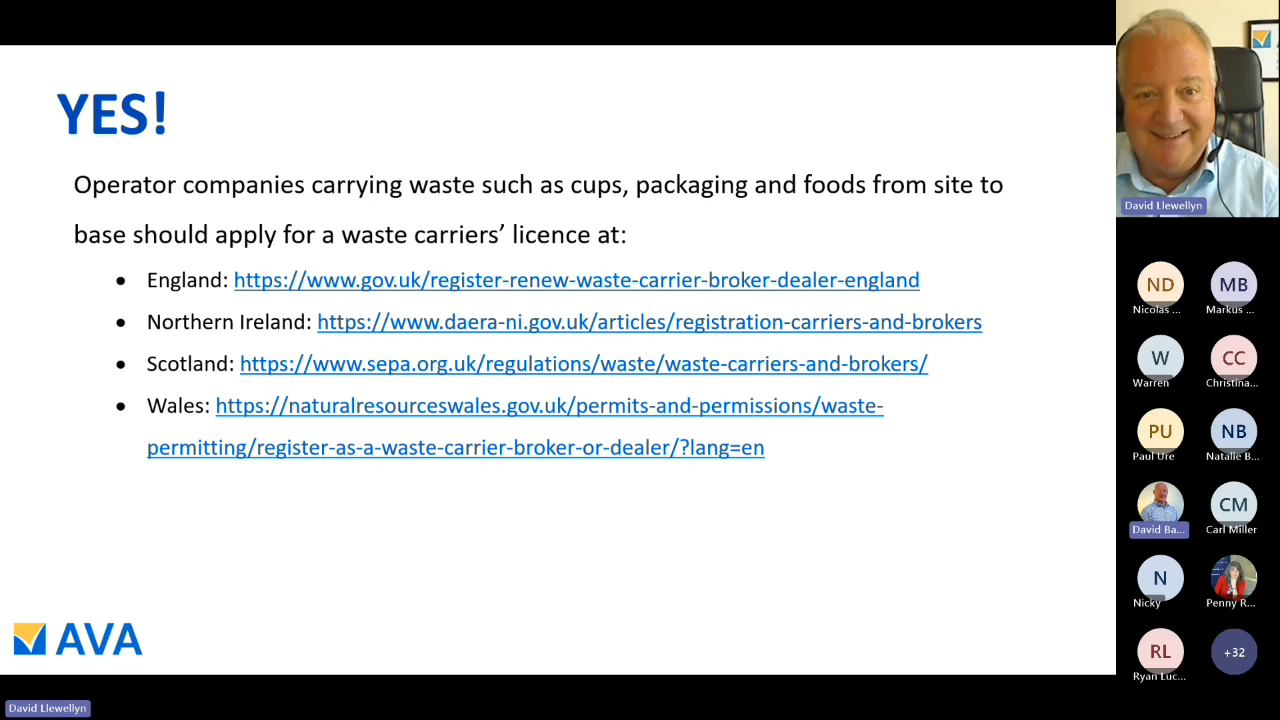 YES!
Operator companies carrying waste such as cups, packaging and foods from site to
base should apply for a waste carriers’ licence at:
• England: https://www.gov.uk/register-renew-waste-carrier-broker-dealer-england
• Northern Ireland: https://www.daera-ni.gov.uk/articles/registration-carriers-and-brokers
• Scotland: https://www.sepa.org.uk/regulations/waste/waste-carriers-and-brokers/
• Wales: https://naturalresourceswales.gov.uk/permits-and-permissions/waste-
permitting/register-as-a-waste-carrier-broker-or-dealer/?lang=en
AVA
David Llewellyn
David Llewellyn
ND
Nicolas ...
MB
Markus ...
W
Warren
CC
Christina...
PU
Paul Ure
NB
Natalie B...
David Ba...
CM
Carl Miller
N
Nicky
Penny R...
RL
Ryan Luc...
+32